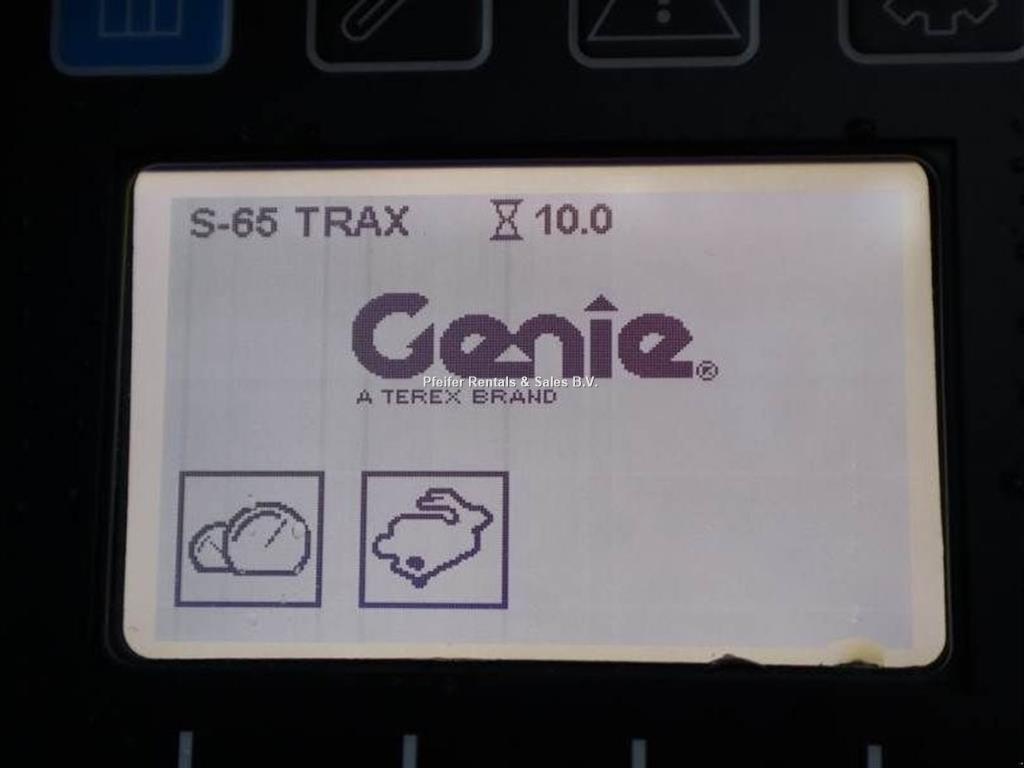 S-65 TRAX 10.0
Genie®
Pfeifer Rentals & Sales B.V.
A TEREX BRAND